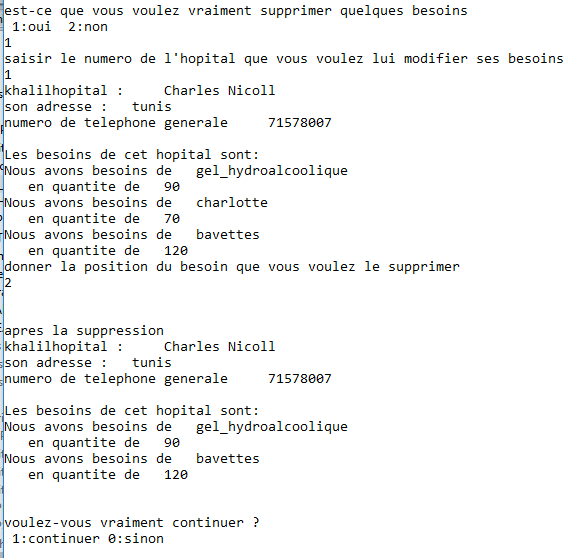 est-ce que vous voulez vraiment supprimer quelques besoins
1:oui 2:non
1
saisir le numero de l'hopital que vous voulez lui modifier ses besoins
1
khalilhopital : Charles Nicoll
son adresse : tunis
numero de telephone generale 71578007
Les besoins de cet hopital sont:
Nous avons besoins de gel_hydroalcoolique
en quantite de 90
Nous avons besoins de charlotte
en quantite de 70
Nous avons besoins de bavettes
en quantite de 120
donner la position du besoin que vous voulez le supprimer
2
apres la suppression
khalilhopital : Charles Nicoll
son adresse : tunis
numero de telephone generale 71578007
Les besoins de cet hopital sont:
Nous avons besoins de gel_hydroalcoolique
en quantite de 90
Nous avons besoins de bavettes
en quantite de 120
voulez-vous vraiment continuer ?
1:continuer 0:sinon